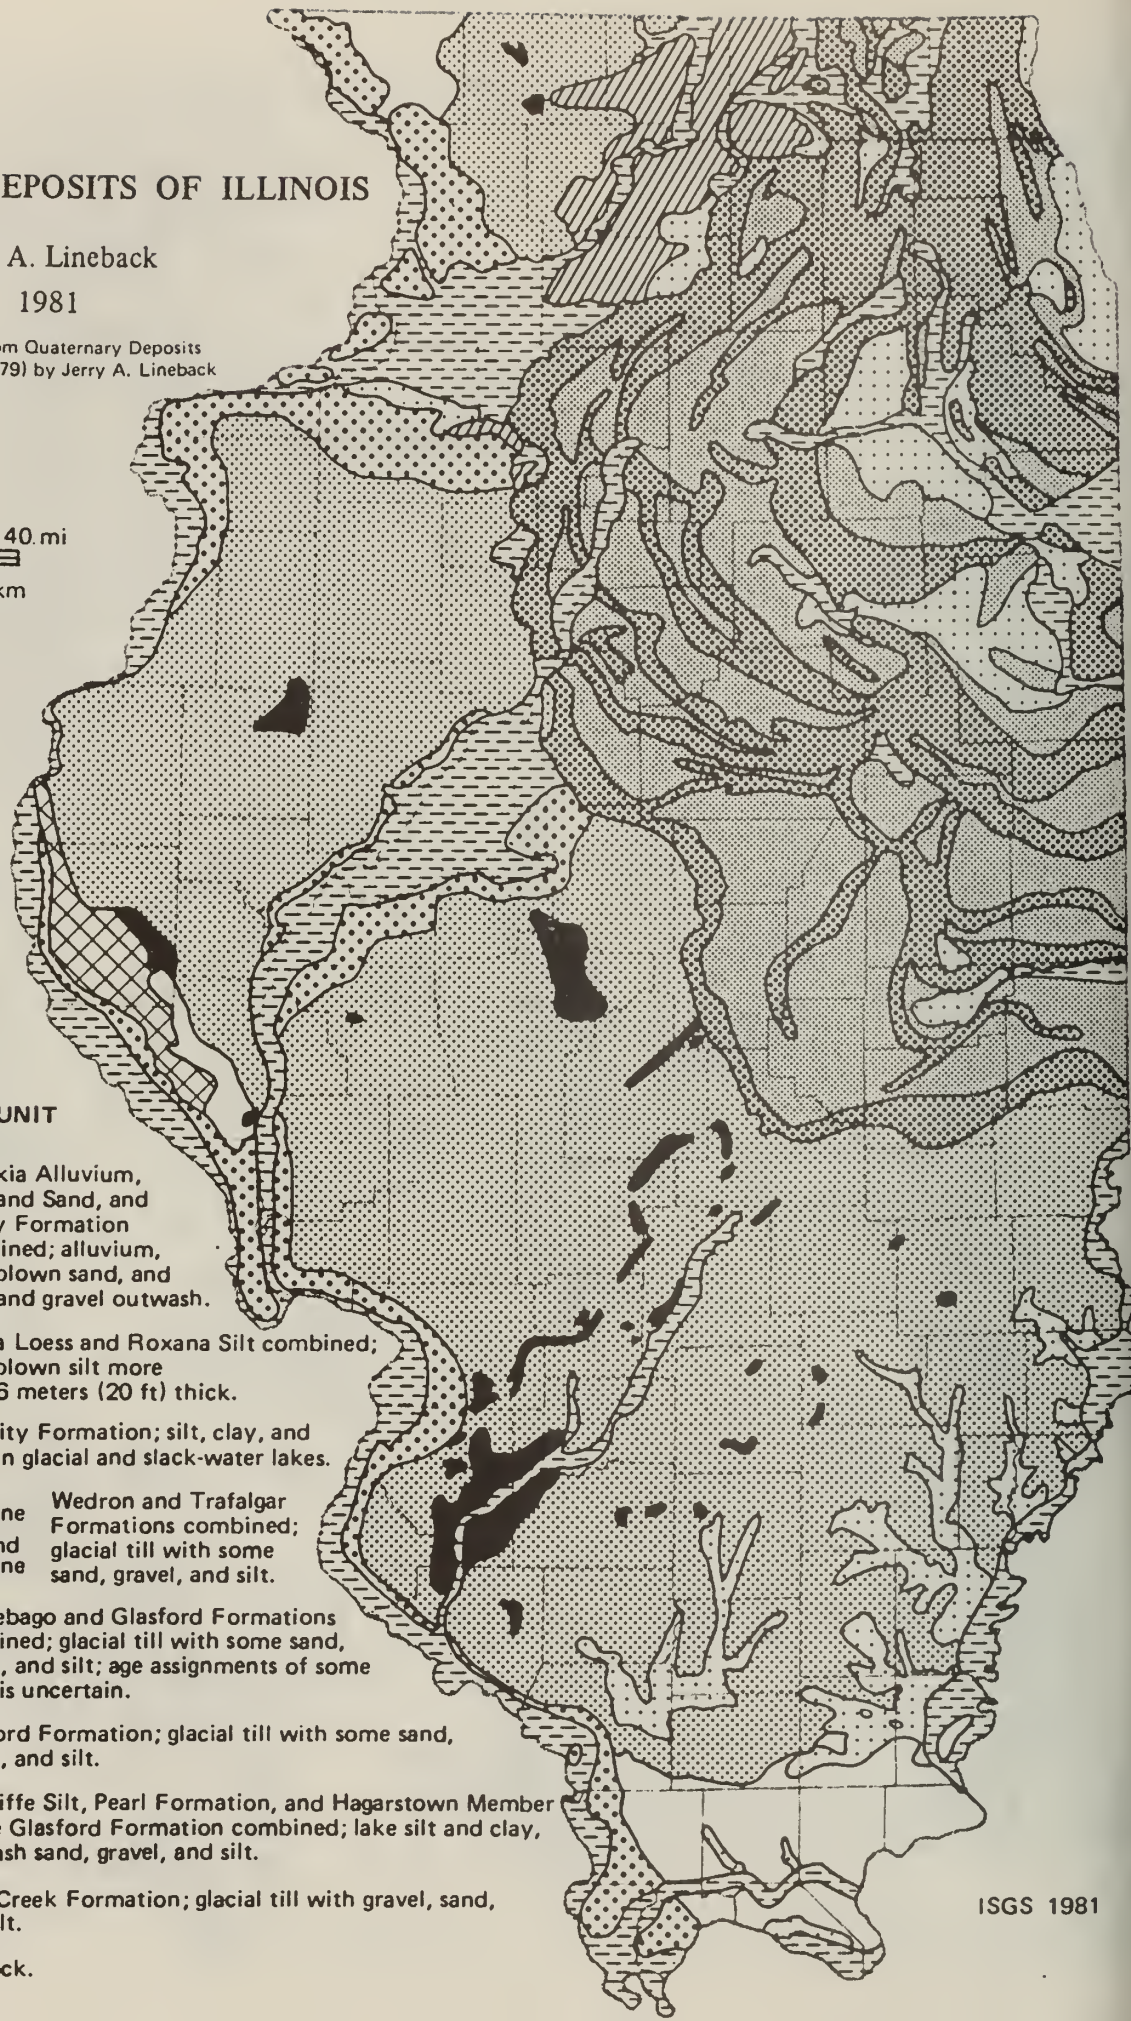 EPOSITS OF ILLINOIS
A. Lineback
1981
om Quaternary Deposits
79) by Jerry A. Lineback
40 mi
km
UNIT
kia Alluvium,
and Sand, and
y Formation
ined; alluvium,
blown sand, and
and gravel outwash.
a Loess and Roxana Silt combined;
blown silt more
6 meters (20 ft) thick.
ity Formation; silt, clay, and
n glacial and slack-water lakes.
ne
nd
ne
Wedron and Trafalgar
Formations combined;
glacial till with some
sand, gravel, and silt.
ebago and Glasford Formations
ined; glacial till with some sand,
, and silt; age assignments of some
is uncertain.
ord Formation; glacial till with some sand,
, and silt.
iffe Silt, Pearl Formation, and Hagarstown Member
e Glasford Formation combined; lake silt and clay,
ash sand, gravel, and silt.
Creek Formation; glacial till with gravel, sand,
lt.
ck.
ISGS 1981